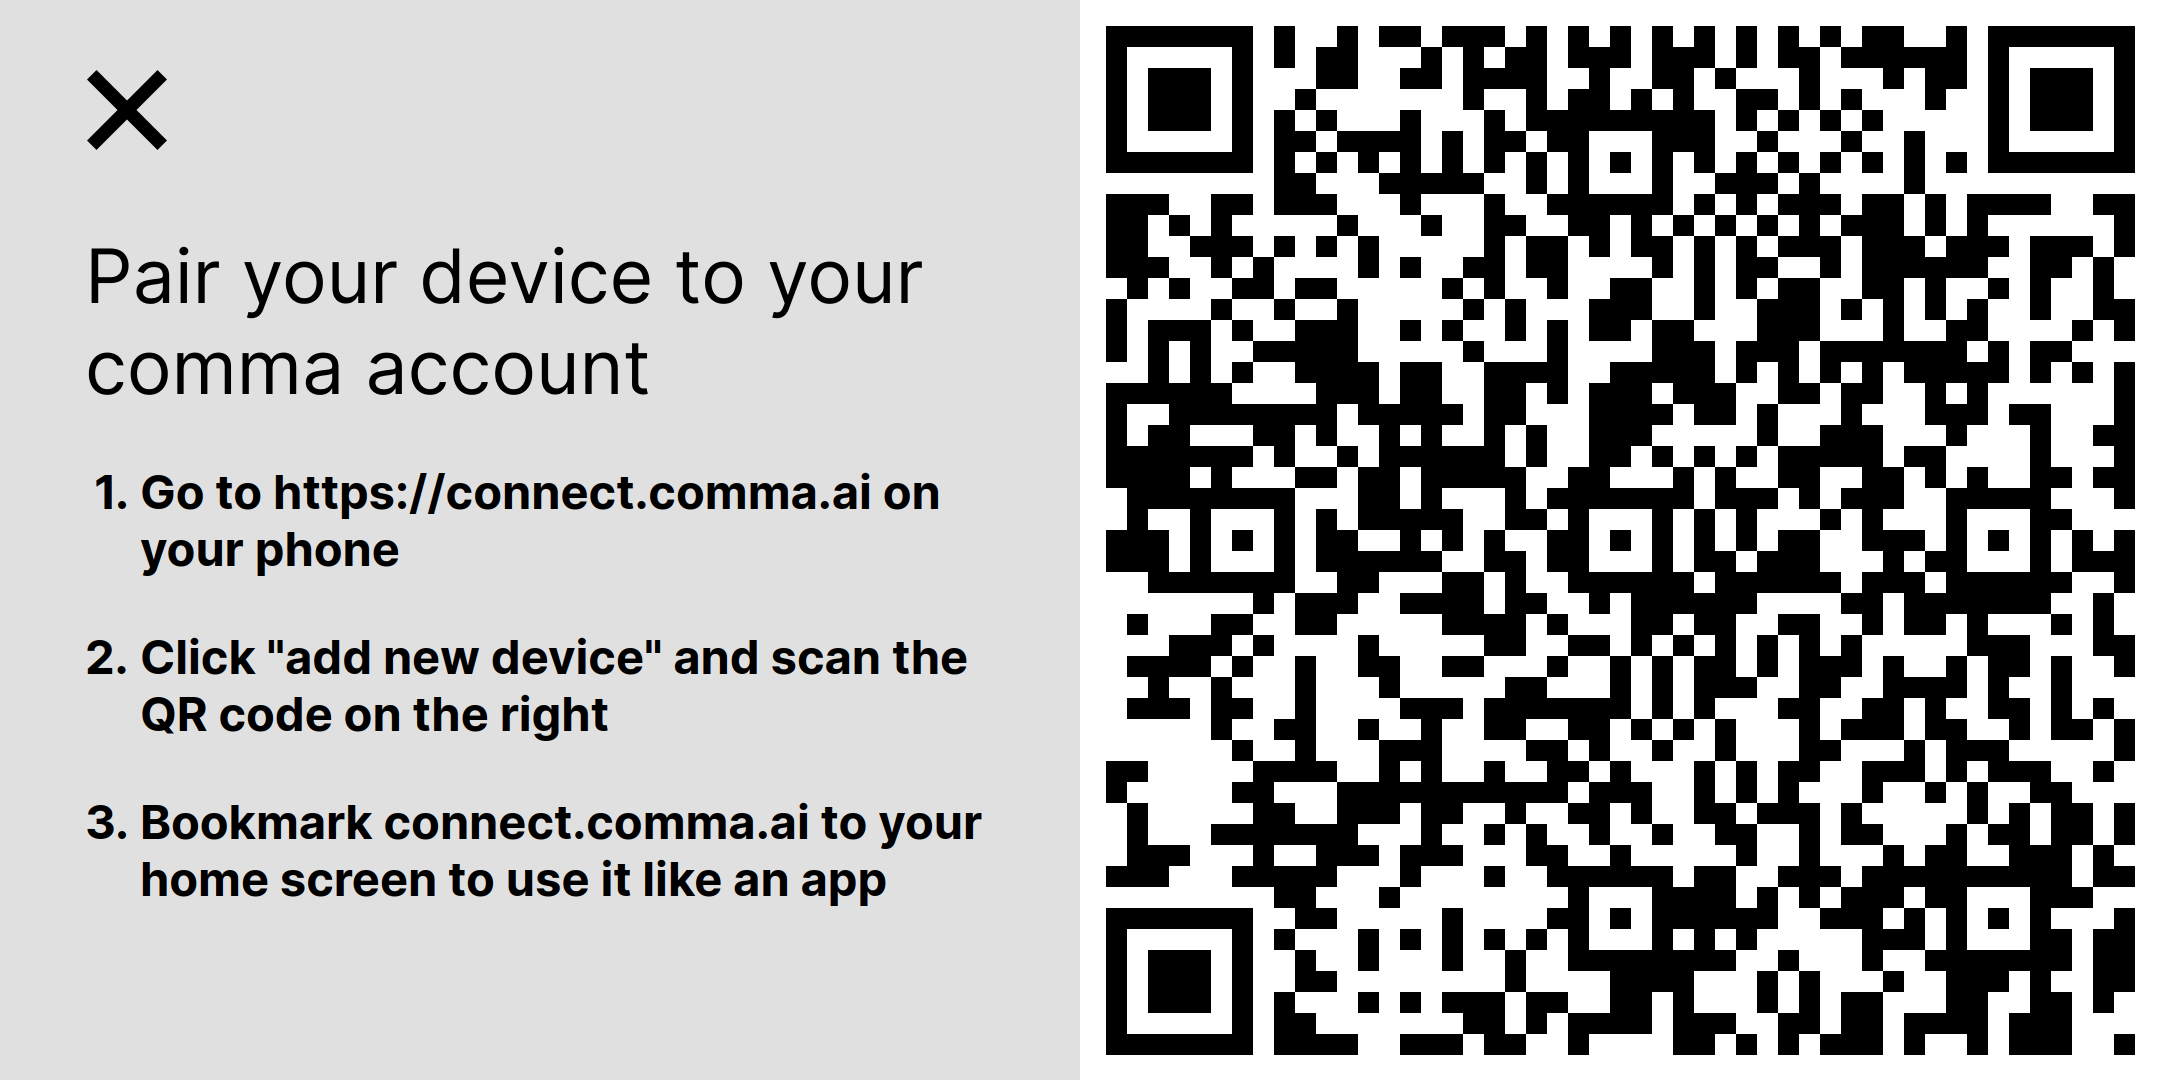 Pair your device to your
comma account
1. Go to https://connect.comma.ai on
your phone
2. Click "add new device" and scan the
QR code on the right
3. Bookmark connect.comma.ai to your
home screen to use it like an app